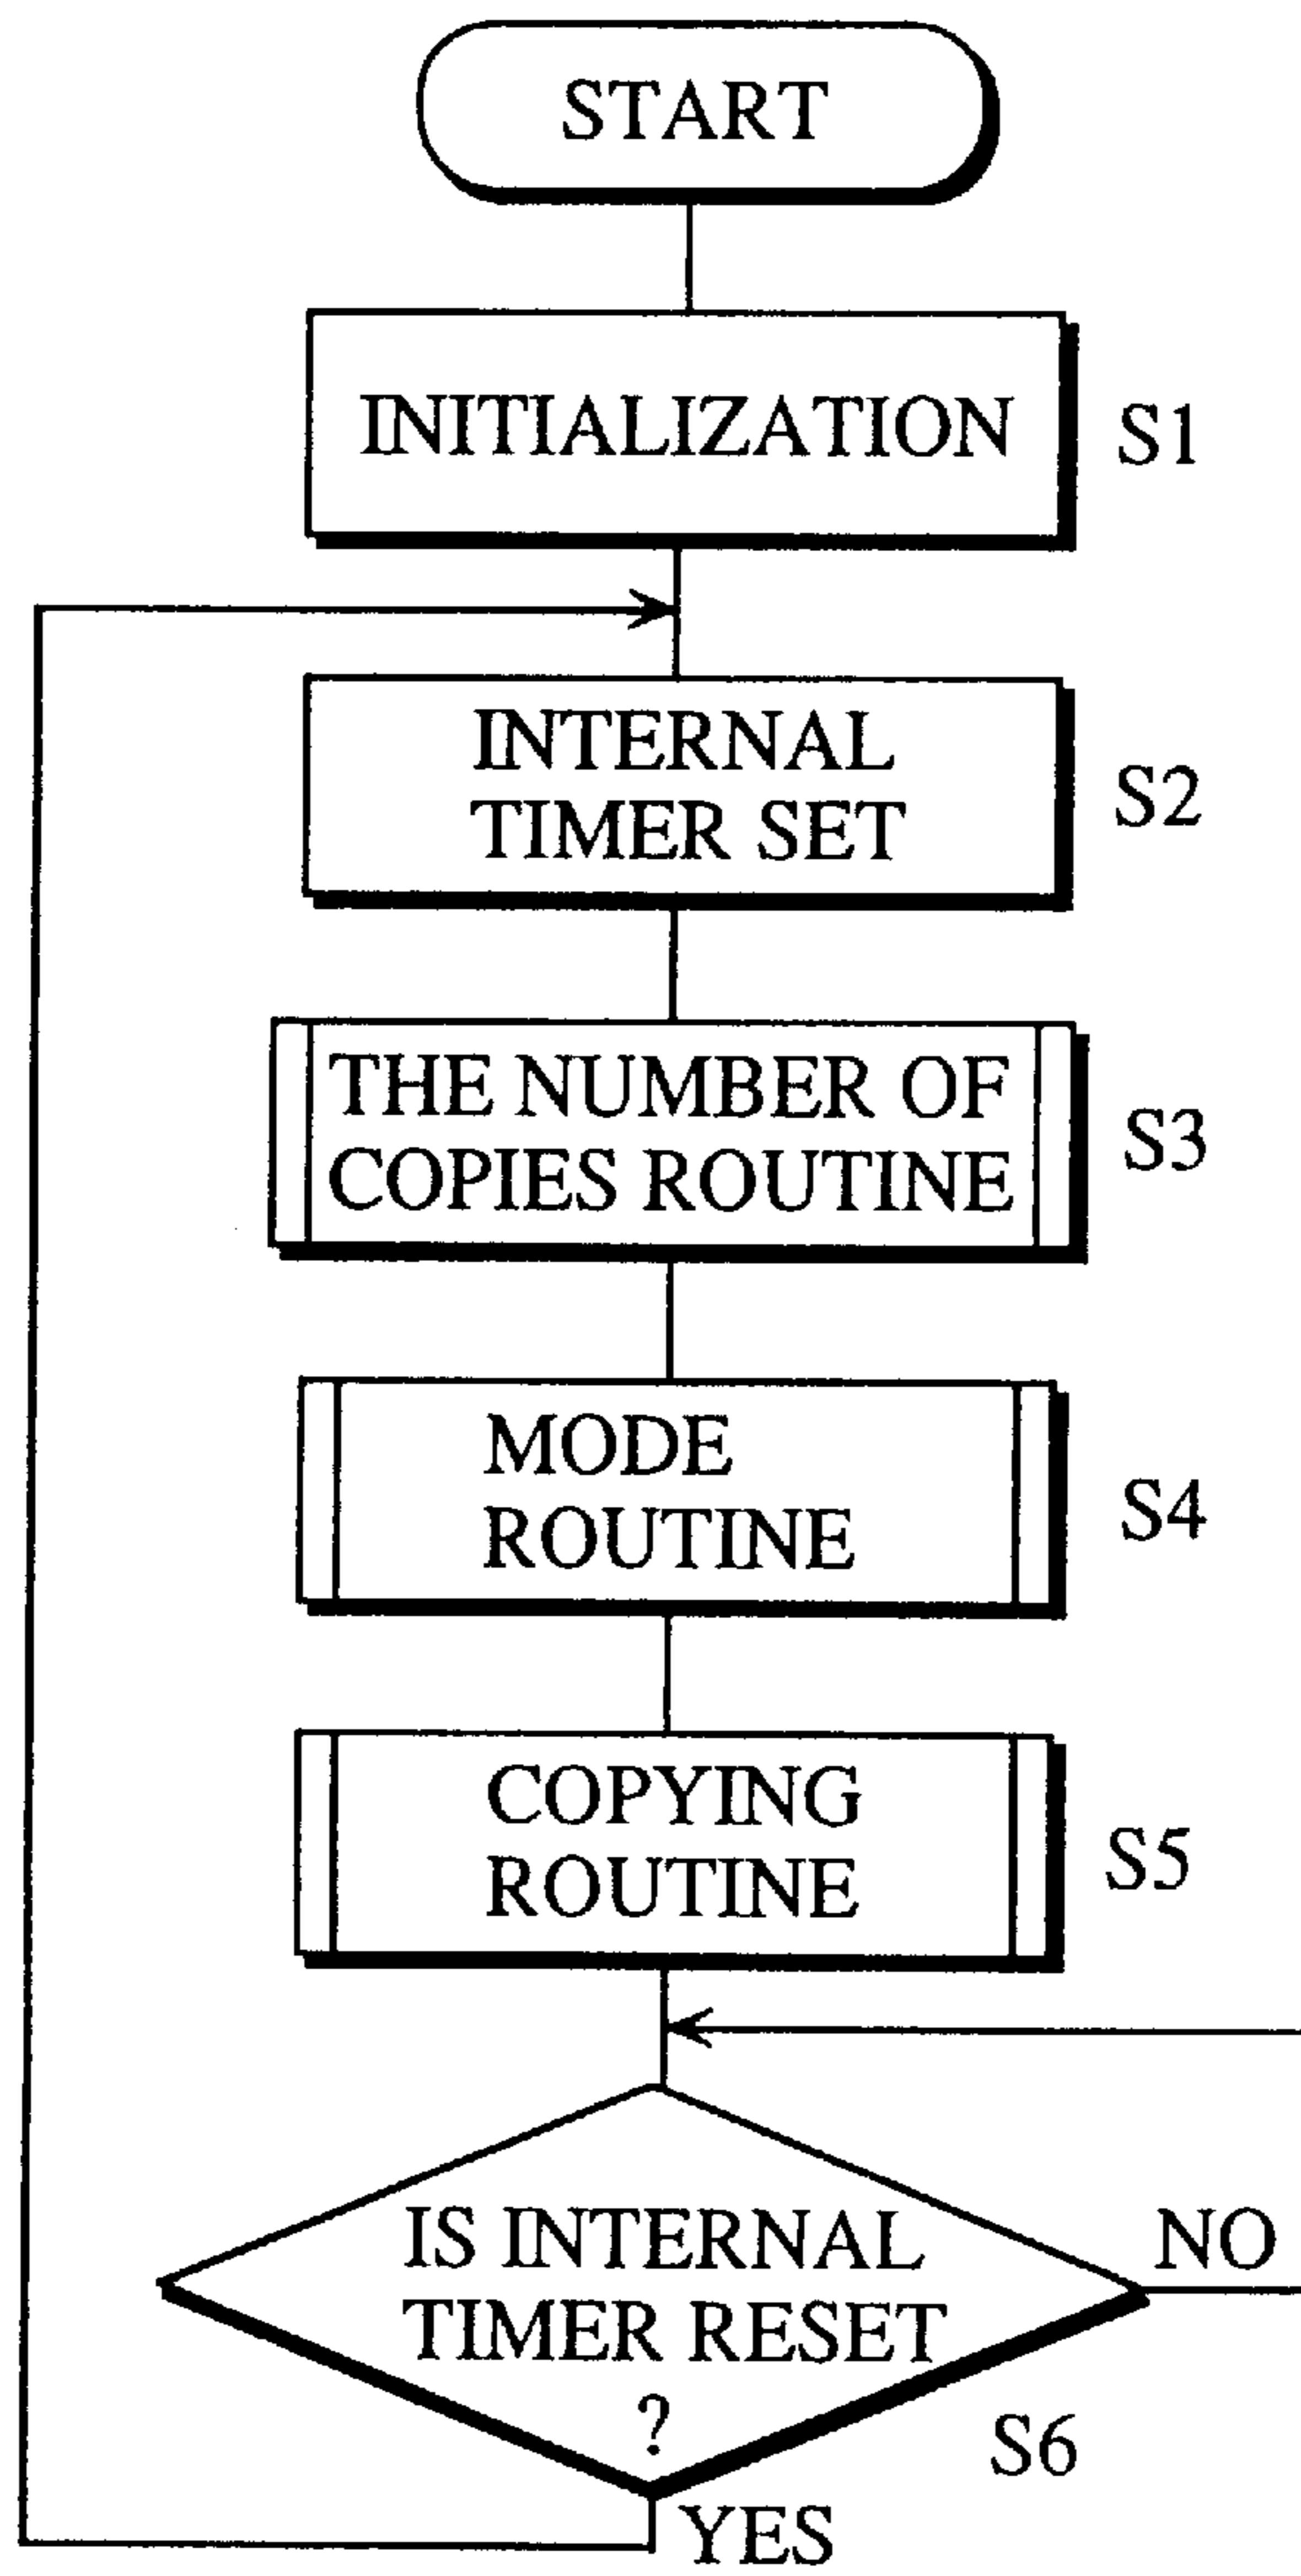 START
INITIALIZATION
S1
INTERNAL
TIMER SET
S2
THE NUMBER OF
COPIES ROUTINE
S3
MODE
ROUTINE
S4
COPYING
ROUTINE
S5
IS INTERNAL
TIMER RESET
?
NO
S6
YES